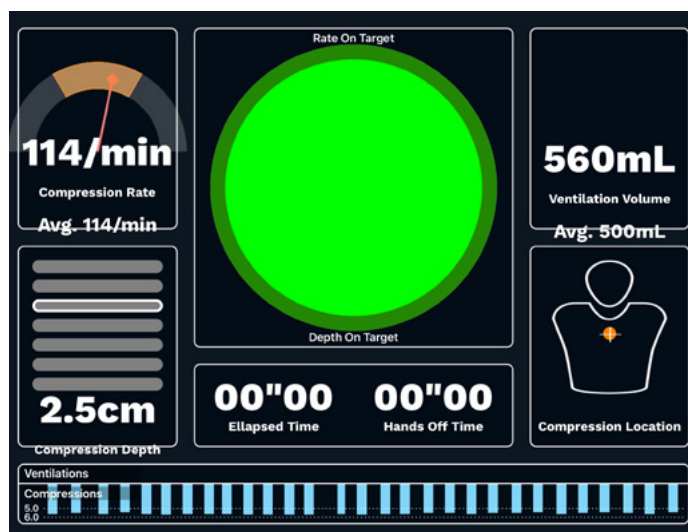 114/min
Compression Rate
Avg. 114/min
Rate On Target
Depth On Target
560mL
Ventilation Volume
Avg. 500mL
2.5cm
Compression Depth
00"00
Ellapsed Time
00"00
Hands Off Time
Compression Location
Ventilations
Compressions
5.0
6.0